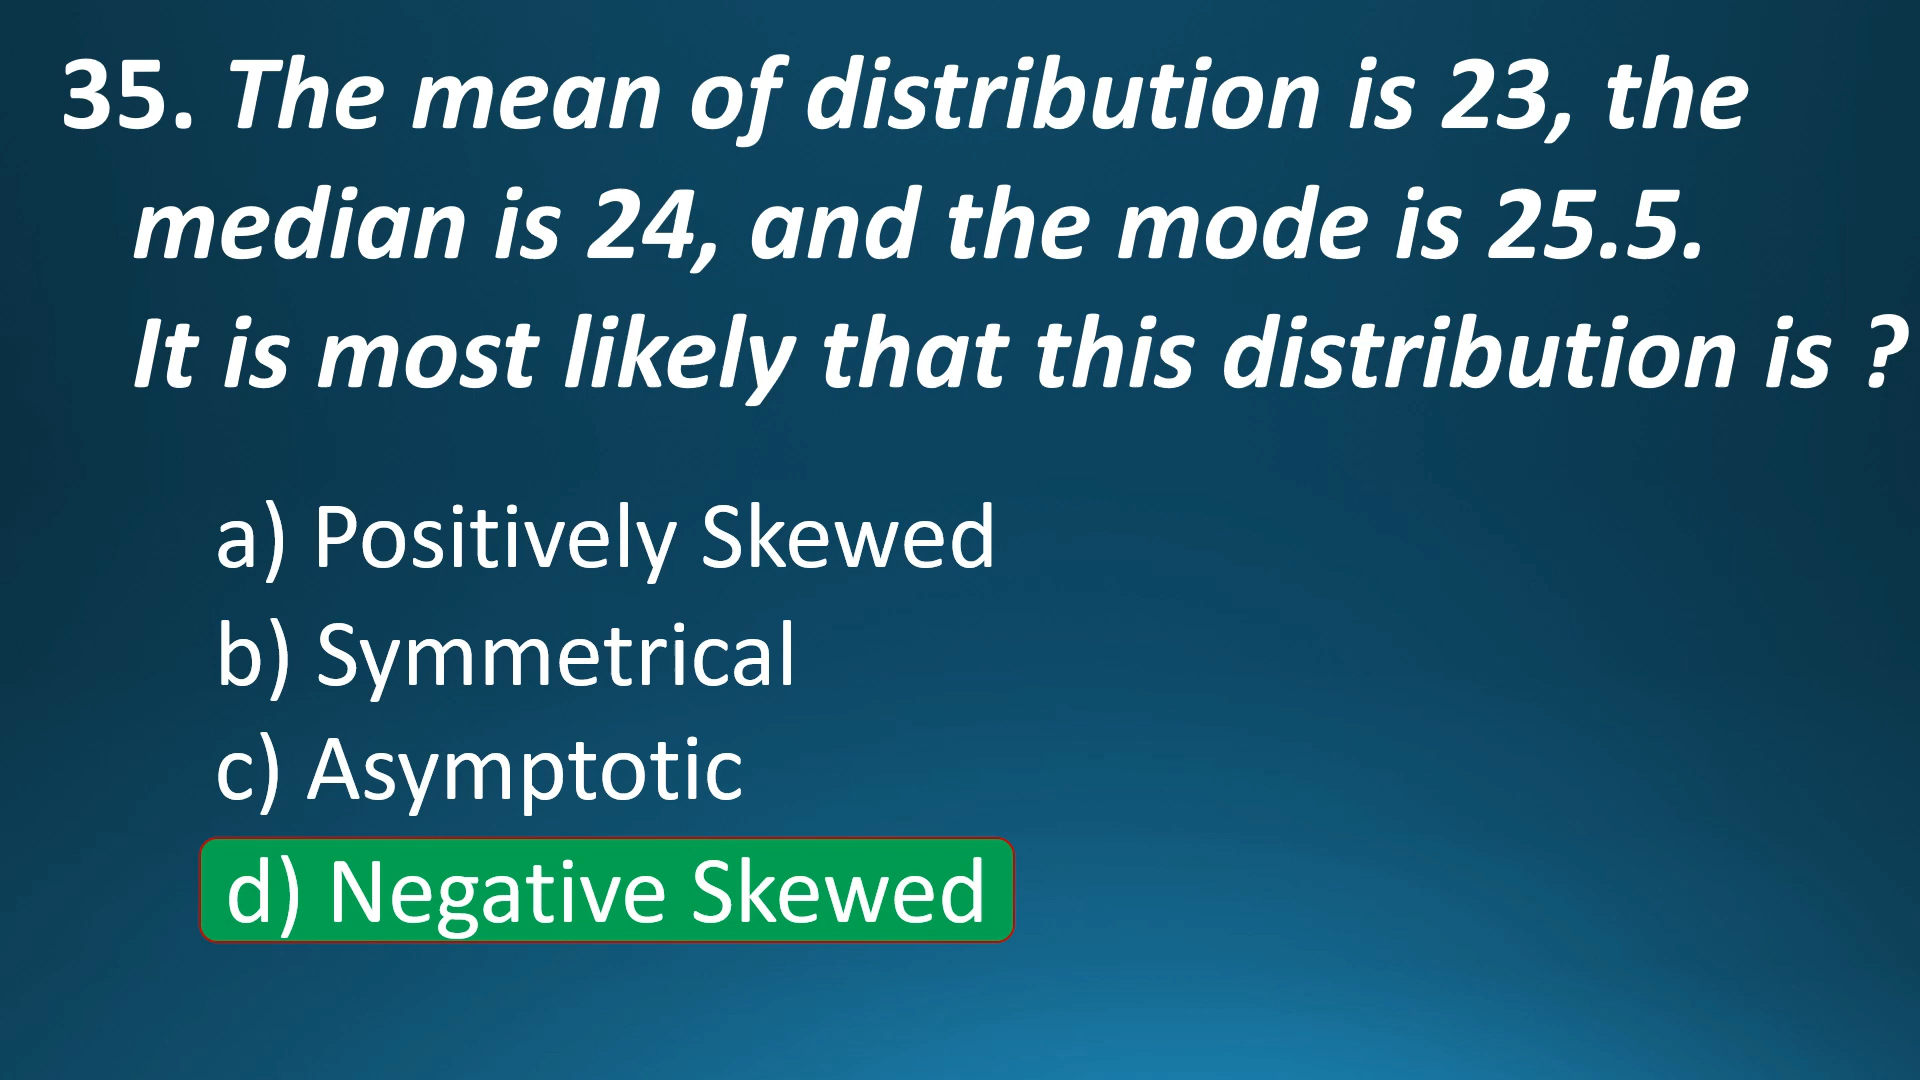 35. The mean of distribution is 23, the
median is 24, and the mode is 25.5.
It is most likely that this distribution is ?
a) Positively Skewed
b) Symmetrical
c) Asymptotic
d) Negative Skewed